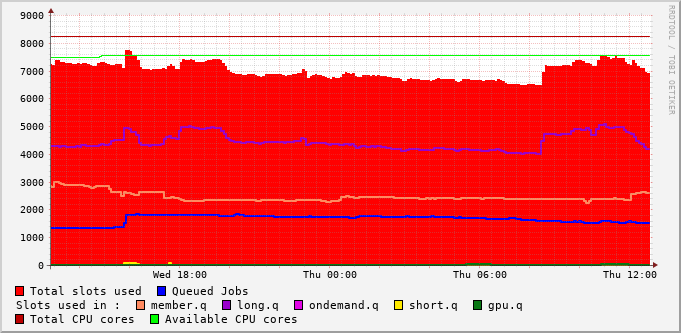 9000
8000
7000
6000
5000
4000
3000
2000
1000
0
Wed 18:00 Thu 00:00 Thu 06:00 Thu 12:00
Total slots used Queued Jobs
Slots used in : member.q long.q ondemand.q short.q gpu.q
Total CPU cores Available CPU cores
RRDTOOL / TOBI OETIKER